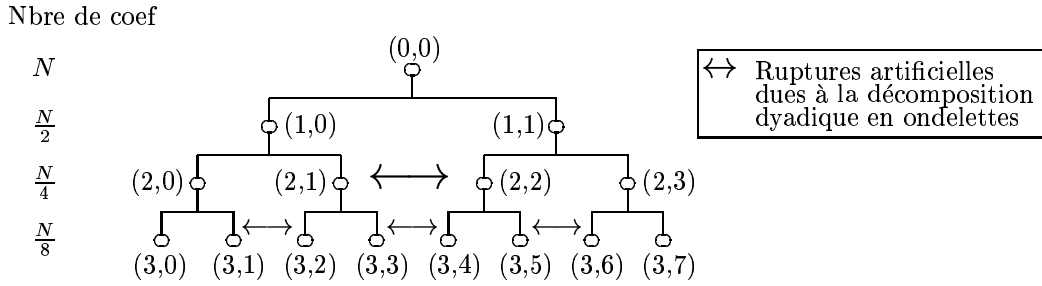 Nbre de coef
(0,0)
N
↔ Ruptures artificielles
dues à la décomposition
dyadique en ondelettes
N/2
(1,0) (1,1)
N/4
(2,0) (2,1) (2,2) (2,3)
N/8
(3,0) (3,1) (3,2) (3,3) (3,4) (3,5) (3,6) (3,7)